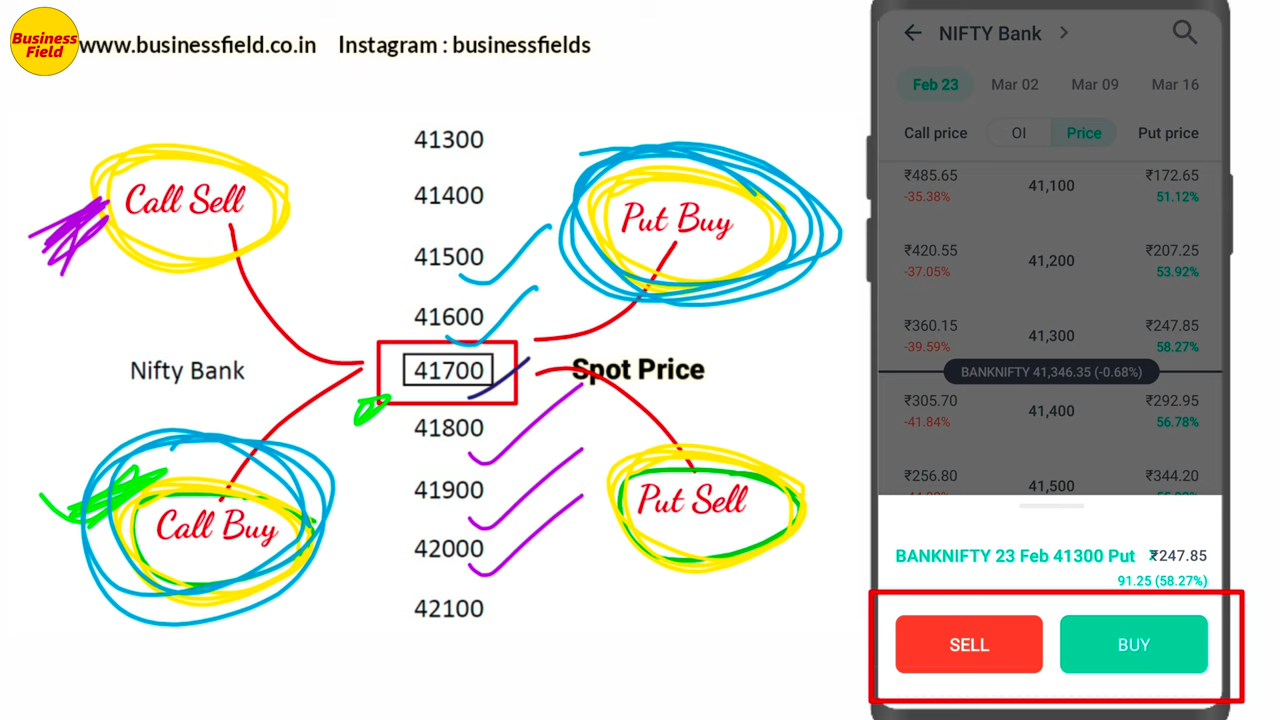 Business
Field
www.businessfield.co.in Instagram : businessfields
41300
Call Sell
41400
Put Buy
41500
41600
Nifty Bank
41700
Spot Price
41800
41900
Call Buy
Put Sell
42000
42100
NIFTY Bank
Feb 23 Mar 02 Mar 09 Mar 16
Call price OI Price Put price
₹485.65 41,100 ₹172.65
-35.38% 51.12%
₹420.55 41,200 ₹207.25
-37.05% 53.92%
₹360.15 41,300 ₹247.85
-39.59% 58.27%
BANKNIFTY 41,346.35 (-0.68%)
₹305.70 41,400 ₹292.95
-41.84% 56.78%
₹256.80 41,500 ₹344.20
BANKNIFTY 23 Feb 41300 Put ₹247.85
91.25 (58.27%)
SELL BUY